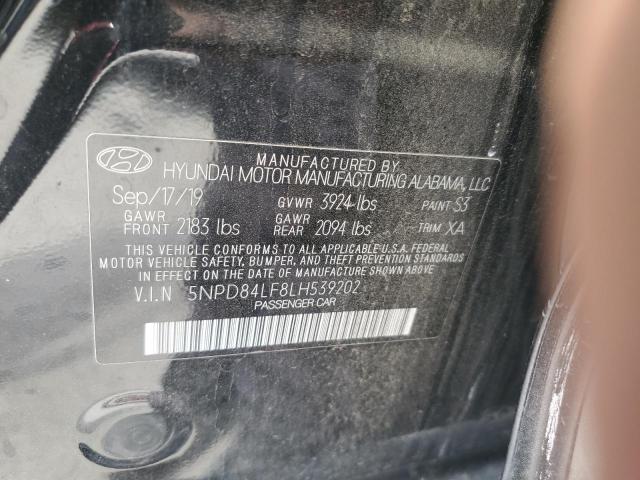 MANUFACTURED BY
HYUNDAI MOTOR MANUFACTURING ALABAMA, LLC
Sep/17/19 GVWR 3924 lbs PAINT S3
GAWR FRONT 2183 lbs GAWR REAR 2094 lbs TRIM XA
THIS VEHICLE CONFORMS TO ALL APPLICABLE U.S.A. FEDERAL
MOTOR VEHICLE SAFETY, BUMPER, AND THEFT PREVENTION STANDARDS
IN EFFECT ON THE DATE OF MANUFACTURE SHOWN ABOVE
V.I.N 5NPD84LF8LH539202
PASSENGER CAR